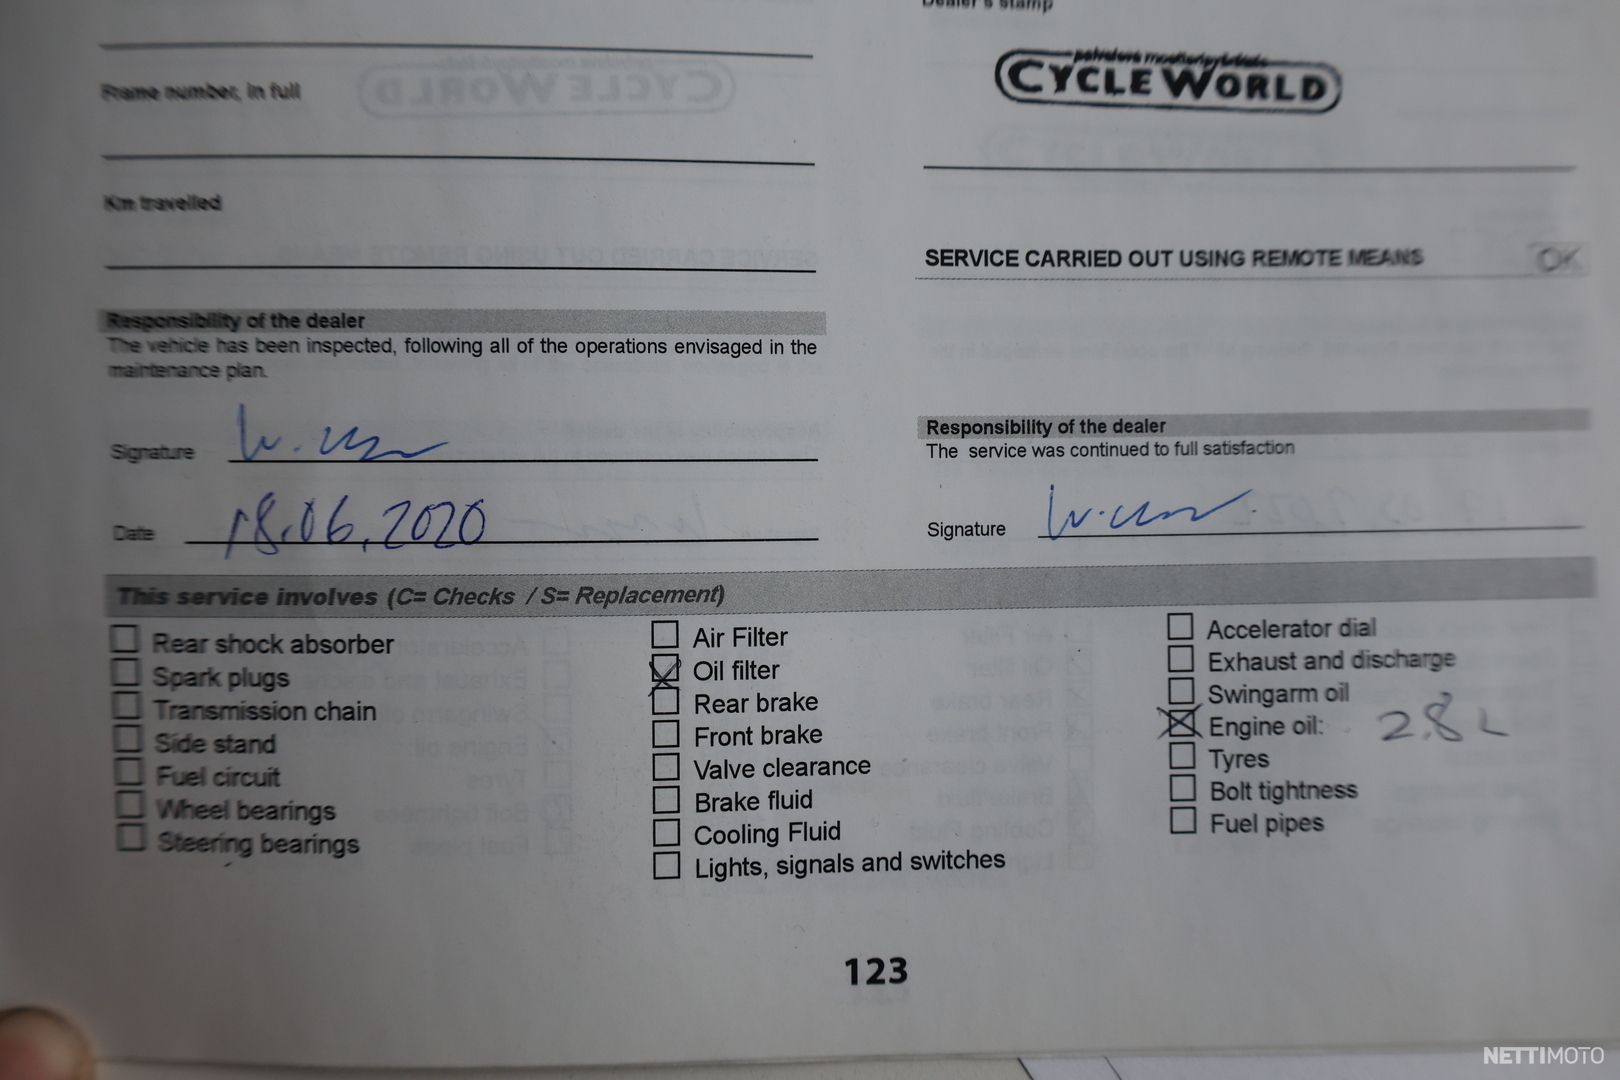 Dealer's stamp
CYCLE WORLD
Frame number, in full
Km travelled
SERVICE CARRIED OUT USING REMOTE MEANS OK
Responsibility of the dealer
The vehicle has been inspected, following all of the operations envisaged in the
maintenance plan.
Signature
Date 18.06.2020
Responsibility of the dealer
The service was continued to full satisfaction
Signature
This service involves (C= Checks / S= Replacement)
Rear shock absorber
Spark plugs
Transmission chain
Side stand
Fuel circuit
Wheel bearings
Steering bearings
Air Filter
Oil filter
Rear brake
Front brake
Valve clearance
Brake fluid
Cooling Fluid
Lights, signals and switches
Accelerator dial
Exhaust and discharge
Swingarm oil
Engine oil: 2.8 L
Tyres
Bolt tightness
Fuel pipes
123
NETTIMOTO